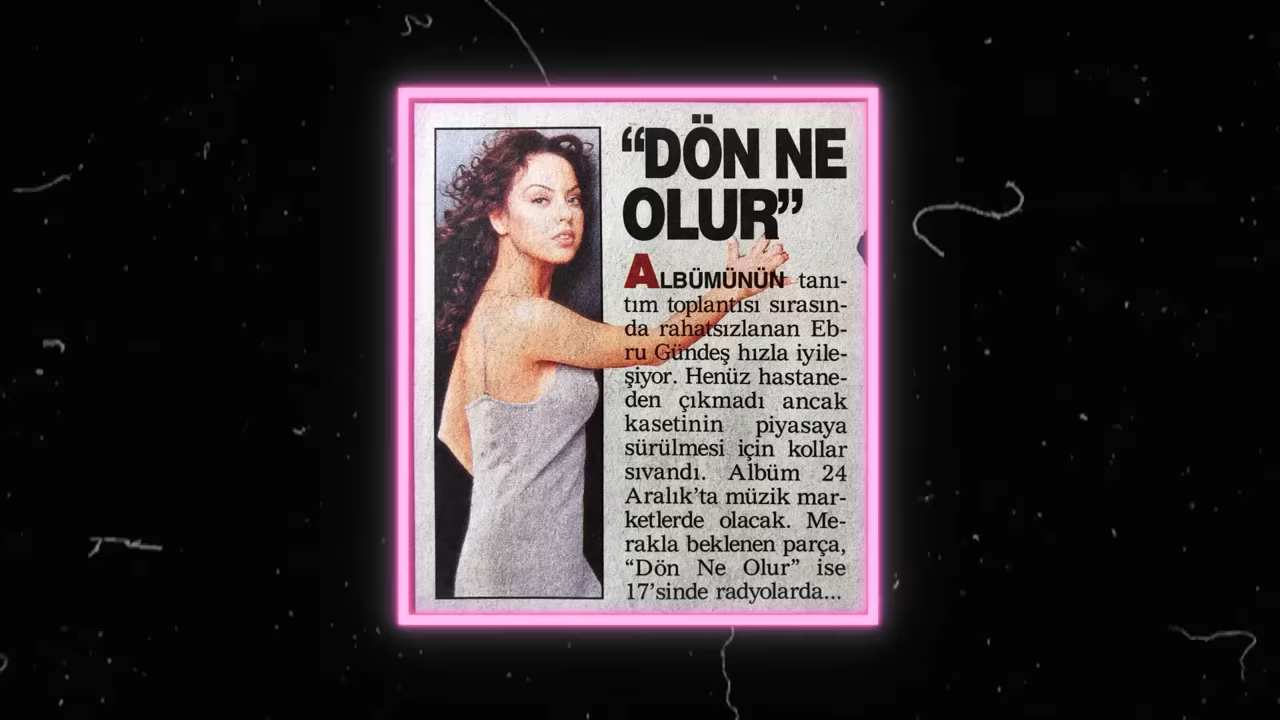 “DÖN NE
OLUR”
ALBÜMÜNÜN tanı-
tım toplantısı sırasın-
da rahatsızlanan Eb-
ru Gündeş hızla iyile-
şiyor. Henüz hastane-
den çıkmadı ancak
kasetinin piyasaya
sürülmesi için kollar
sıvandı. Albüm 24
Aralık’ta müzik mar-
ketlerde olacak. Me-
rakla beklenen parça,
“Dön Ne Olur” ise
17’sinde radyolarda...